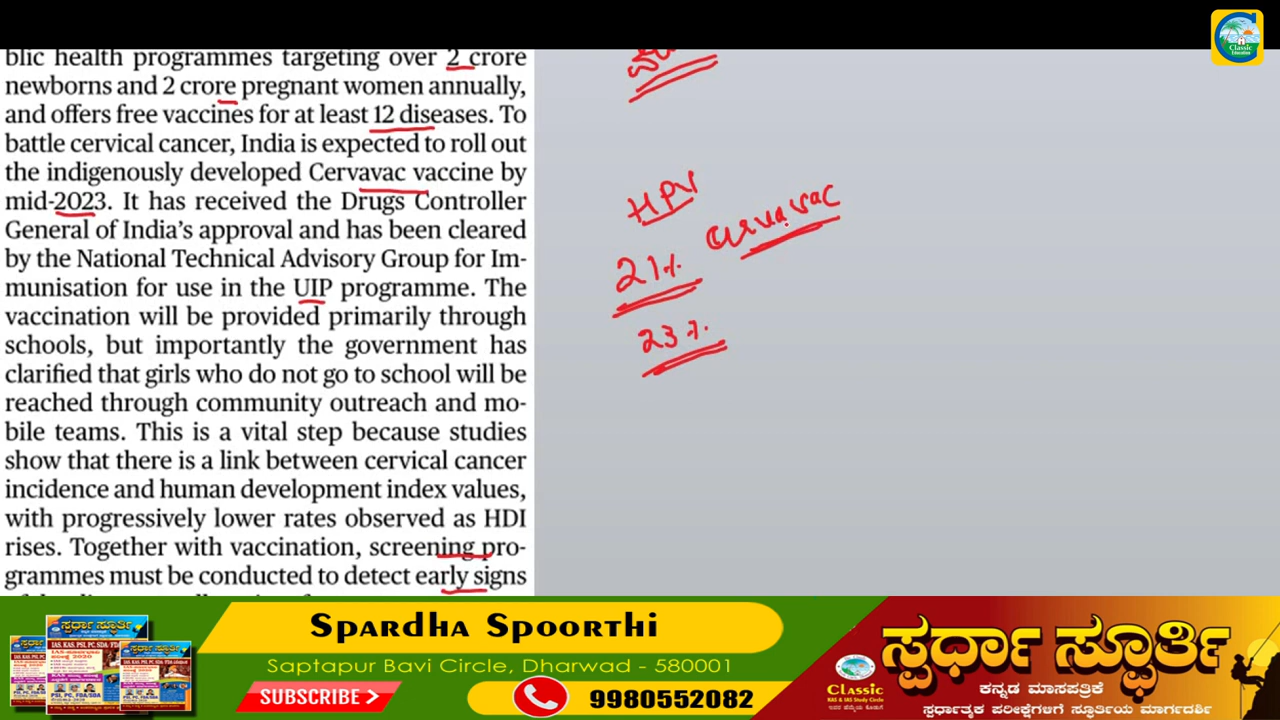 blic health programmes targeting over 2 crore
newborns and 2 crore pregnant women annually,
and offers free vaccines for at least 12 diseases. To
battle cervical cancer, India is expected to roll out
the indigenously developed Cervavac vaccine by
mid-2023. It has received the Drugs Controller
General of India's approval and has been cleared
by the National Technical Advisory Group for Im-
munisation for use in the UIP programme. The
vaccination will be provided primarily through
schools, but importantly the government has
clarified that girls who do not go to school will be
reached through community outreach and mo-
bile teams. This is a vital step because studies
show that there is a link between cervical cancer
incidence and human development index values,
with progressively lower rates observed as HDI
rises. Together with vaccination, screening pro-
grammes must be conducted to detect early signs
HPV
Cervavac
21%
23%
Classic
Education
ಸ್ಪರ್ಧಾ ಸ್ಫೂರ್ತಿ
Spardha Spoorthi
Saptapur Bavi Circle Dharwad - 580001
SUBSCRIBE >
9980552082
Classic
KAS & IAS Study Circle
ಸ್ಪರ್ಧಾ ಸ್ಫೂರ್ತಿ
ಕನ್ನಡ ಮಾಸಪತ್ರಿಕೆ
ಸ್ಪರ್ಧಾತ್ಮಕ ಪರೀಕ್ಷೆಗಳಿಗೆ ಸ್ಫೂರ್ತಿಯ ಮಾರ್ಗದರ್ಶಿ